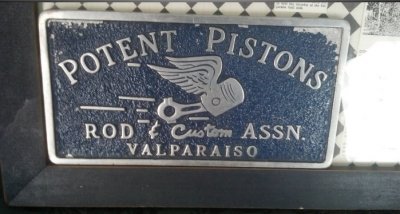 POTENT PISTONS
ROD & Custom ASSN.
VALPARAISO